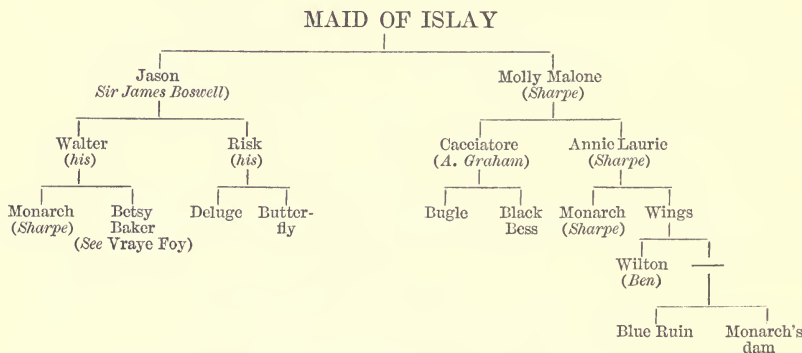 MAID OF ISLAY
Jason Molly Malone
Sir James Boswell) (Sharpe)
Walter Risk Cacciatore Annie Laurie
(his) (his) (A. Graham) (Sharpe)
Monarch Betsy Deluge Butter- Bugle Black Monarch Wings
(Sharpe) Baker fly Bess (Sharpe)
(See Vraye Foy)
Wilton
(Ben)
Blue Ruin Monarch's
dam